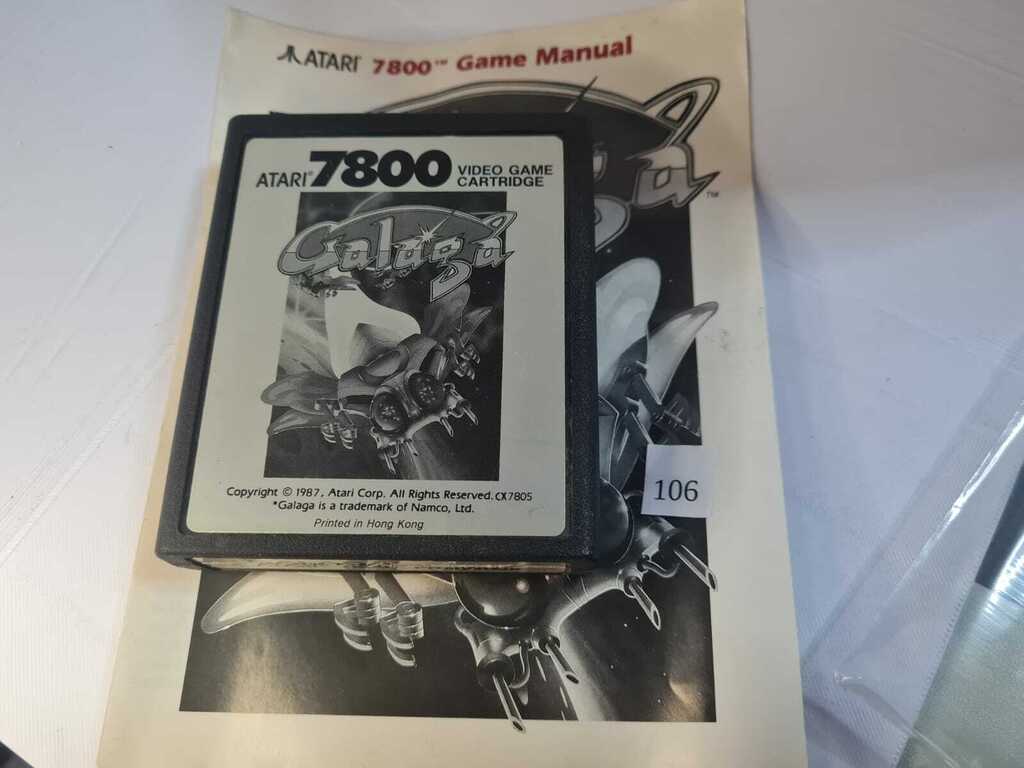 ATARI® 7800™ Game Manual
ATARI® 7800 VIDEO GAME
CARTRIDGE
Galaga
a™
Copyright © 1987, Atari Corp. All Rights Reserved. CX7805
*Galaga is a trademark of Namco, Ltd.
Printed in Hong Kong
106